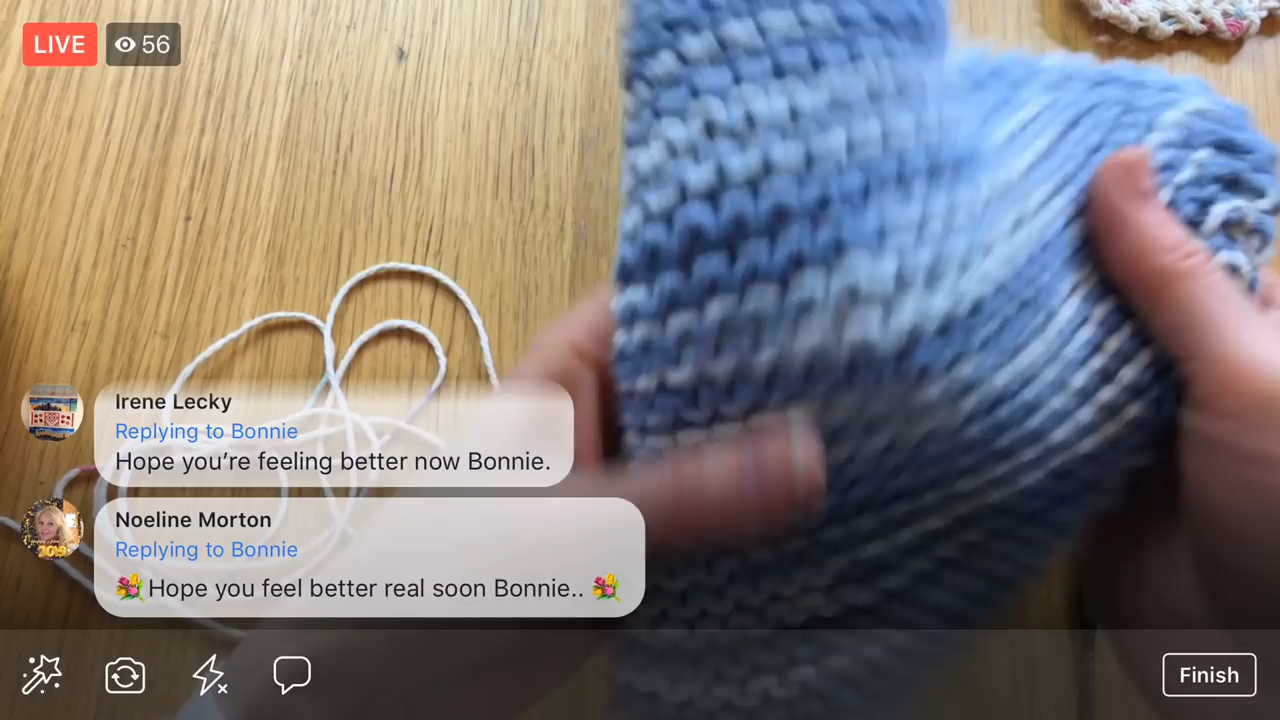 LIVE 56
Irene Lecky
Replying to Bonnie
Hope you’re feeling better now Bonnie.
Noeline Morton
Replying to Bonnie
💐Hope you feel better real soon Bonnie.. 💐
Finish